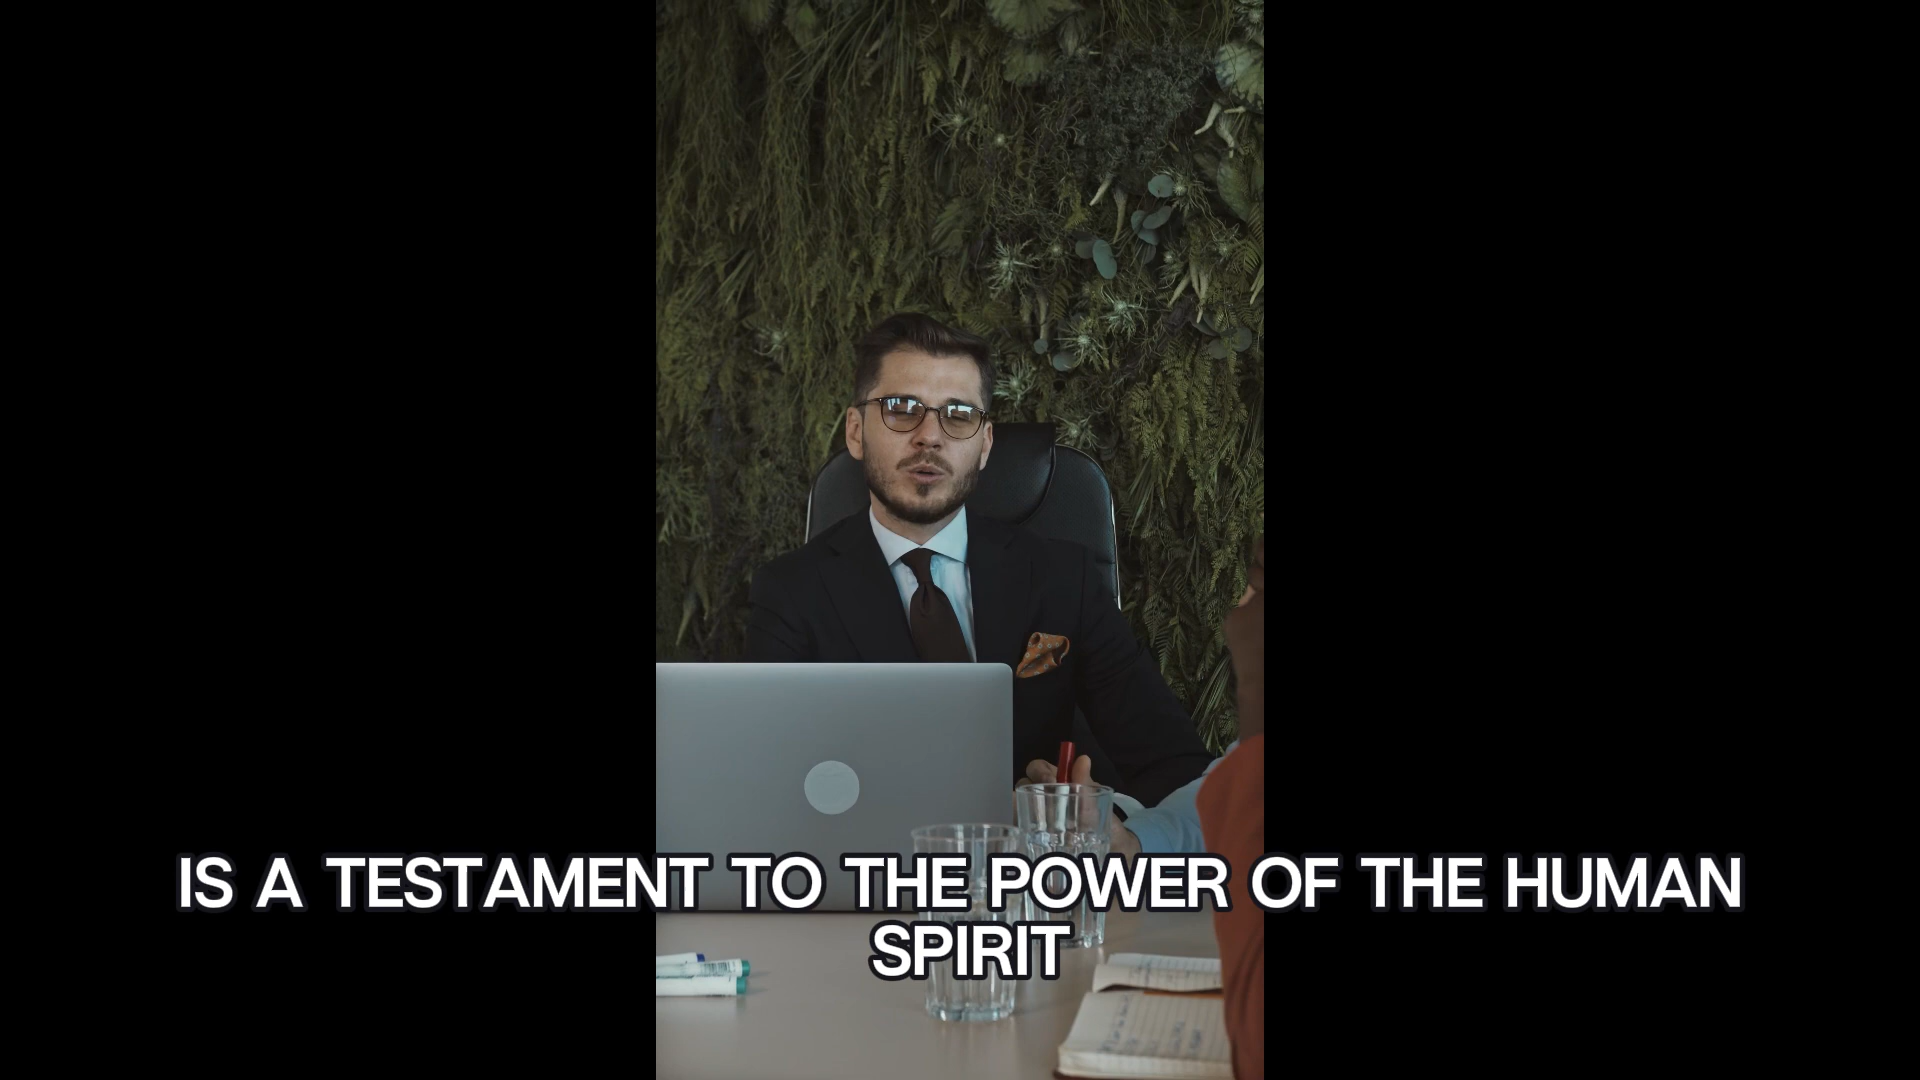 IS A TESTAMENT TO THE POWER OF THE HUMAN
SPIRIT